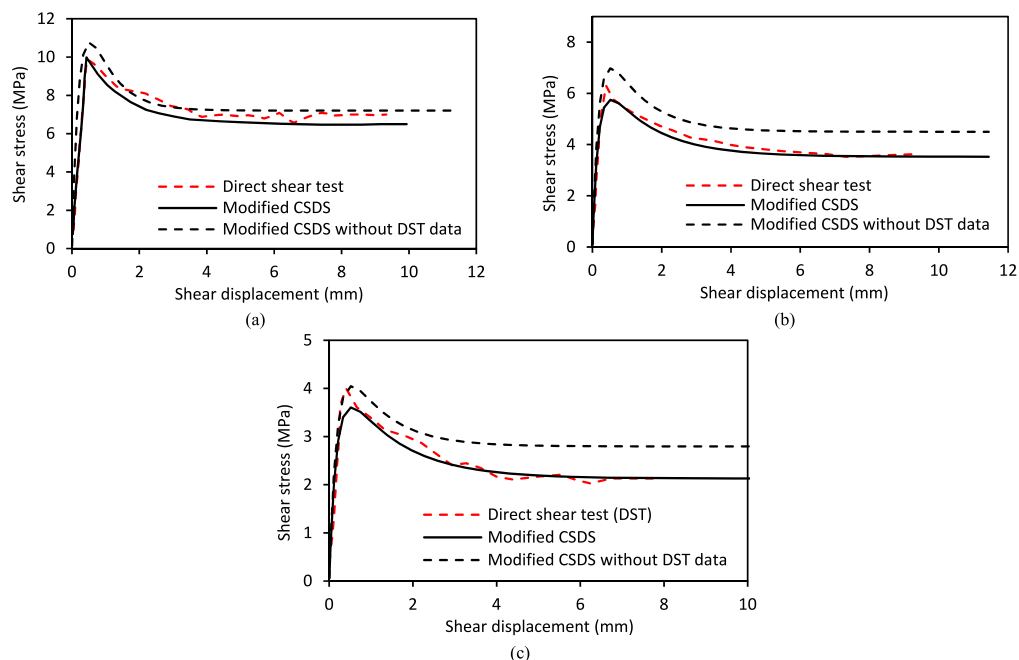 12
10
8
6
4
2
0
Shear stress (MPa)
Direct shear test
Modified CSDS
Modified CSDS without DST data
0 2 4 6 8 10 12
Shear displacement (mm)
(a)
8
6
4
2
0
Shear stress (MPa)
Direct shear test
Modified CSDS
Modified CSDS without DST data
0 2 4 6 8 10 12
Shear displacement (mm)
(b)
5
4
3
2
1
0
Shear stress (MPa)
Direct shear test (DST)
Modified CSDS
Modified CSDS without DST data
0 2 4 6 8 10
Shear displacement (mm)
(c)